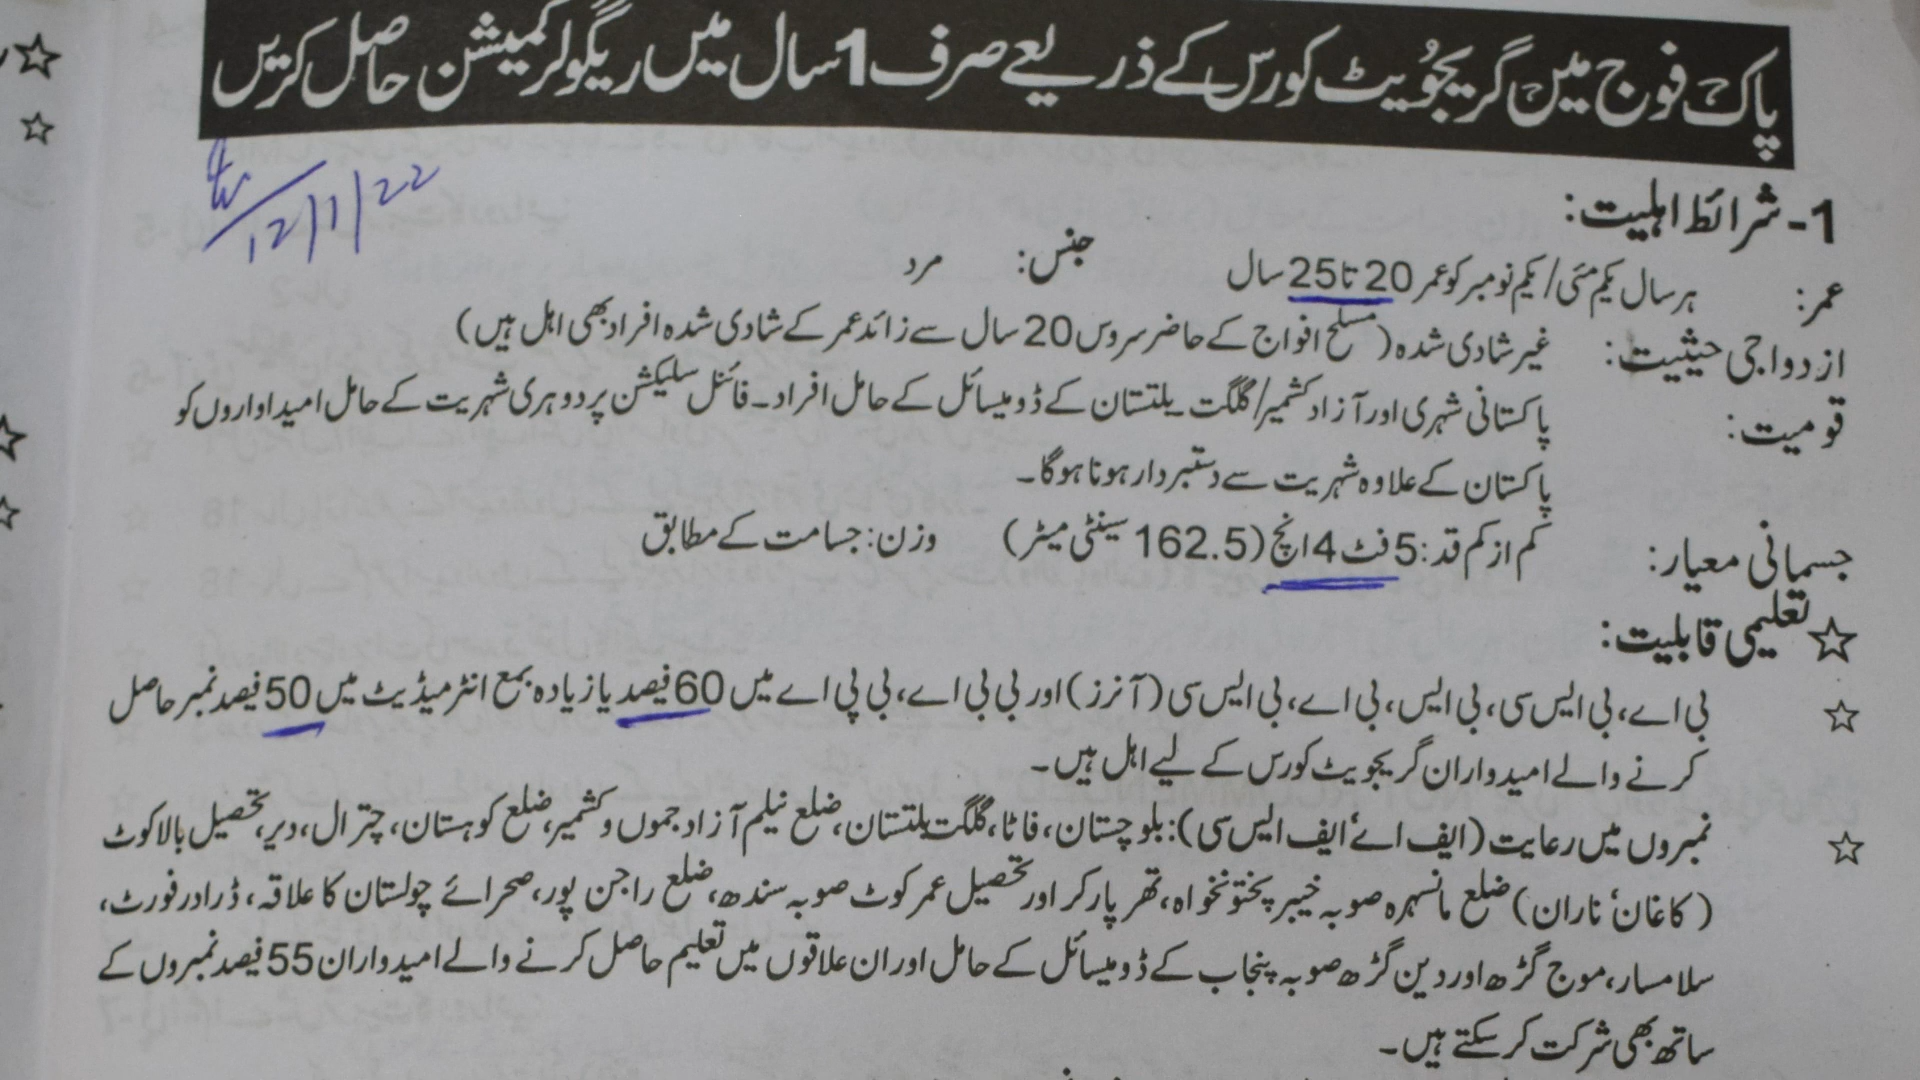 پاک فوج میں گریجُویٹ کورس کے ذریعے صرف 1 سال میں ریگولر کمیشن حاصل کریں
12/1/22
1- شرائط اہلیت:
عمر: ہر سال یکم مئی/یکم نومبر کو عمر 20 تا 25 سال جنس: مرد
ازدواجی حیثیت: غیر شادی شدہ (مسلح افواج کے حاضر سروس 20 سال سے زائد عمر کے شادی شدہ افراد بھی اہل ہیں)
قومیت: پاکستانی شہری اور آزاد کشمیر/گلگت بلتستان کے ڈومیسائل کے حامل افراد۔ فائنل سلیکشن پر دوہری شہریت کے حامل امیداواروں کو
پاکستان کے علاوہ شہریت سے دستبردار ہونا ہوگا۔
جسمانی معیار: کم از کم قد: 5 فٹ 4 انچ (162.5 سینٹی میٹر) وزن: جسامت کے مطابق
☆ تعلیمی قابلیت:
☆ بی اے، بی ایس سی، بی ایس، بی اے، بی ایس سی (آنرز) اور بی بی اے، بی پی اے میں 60 فیصد یا زیادہ بمع انٹرمیڈیٹ میں 50 فیصد نمبر حاصل
کرنے والے امیدواران گریجویٹ کورس کے لیے اہل ہیں۔
☆ نمبروں میں رعایت (ایف اے٬ ایف ایس سی): بلوچستان، فاٹا، گلگت بلتستان، ضلع نیلم آزاد جموں و کشمیر، ضلع کوہستان، چترال، دیر، تحصیل بالاکوٹ
(کاغان٬ ناران) ضلع مانسہرہ صوبہ خیبر پختونخواہ، تھر پارکر اور تحصیل عمر کوٹ صوبہ سندھ، ضلع راجن پور، صحرائے چولستان کا علاقہ، ڈراور فورٹ،
سلامسار، موج گڑھ اور دین گڑھ صوبہ پنجاب کے ڈومیسائل کے حامل اور ان علاقوں میں تعلیم حاصل کرنے والے امیدواران 55 فیصد نمبروں کے
ساتھ بھی شرکت کر سکتے ہیں۔